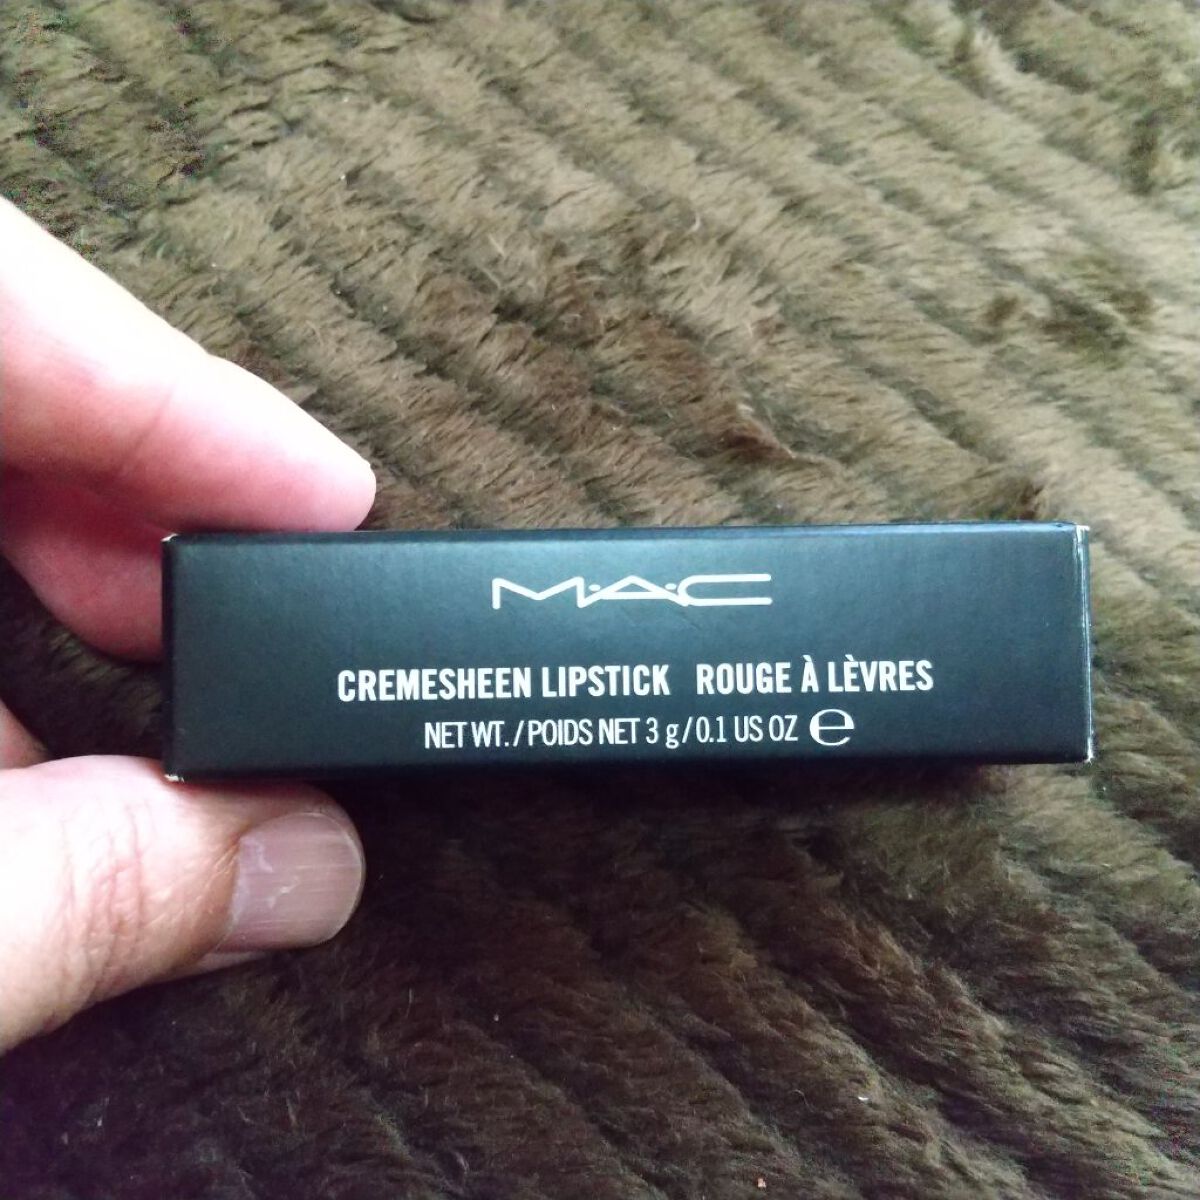 M·A·C
CREMESHEEN LIPSTICK ROUGE À LÈVRES
NET WT./POIDS NET 3 g/0.1 US OZ ℮